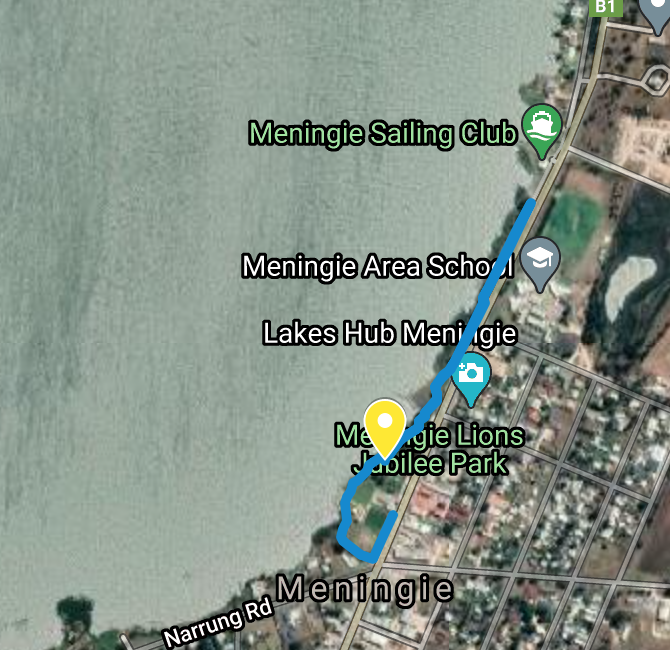 B1
Meningie Sailing Club
Meningie Area School
Lakes Hub Meningie
Meningie Lions
Jubilee Park
Meningie
Narrung Rd